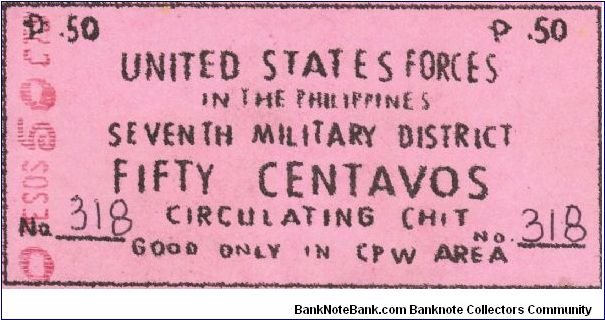 P .50 P .50
UNITED STATES FORCES
IN THE PHILIPPINES
SEVENTH MILITARY DISTRICT
FIFTY CENTAVOS
CIRCULATING CHIT
No. 318 No. 318
GOOD ONLY IN CPW AREA
PESOS
BankNoteBank.com Banknote Collectors Community